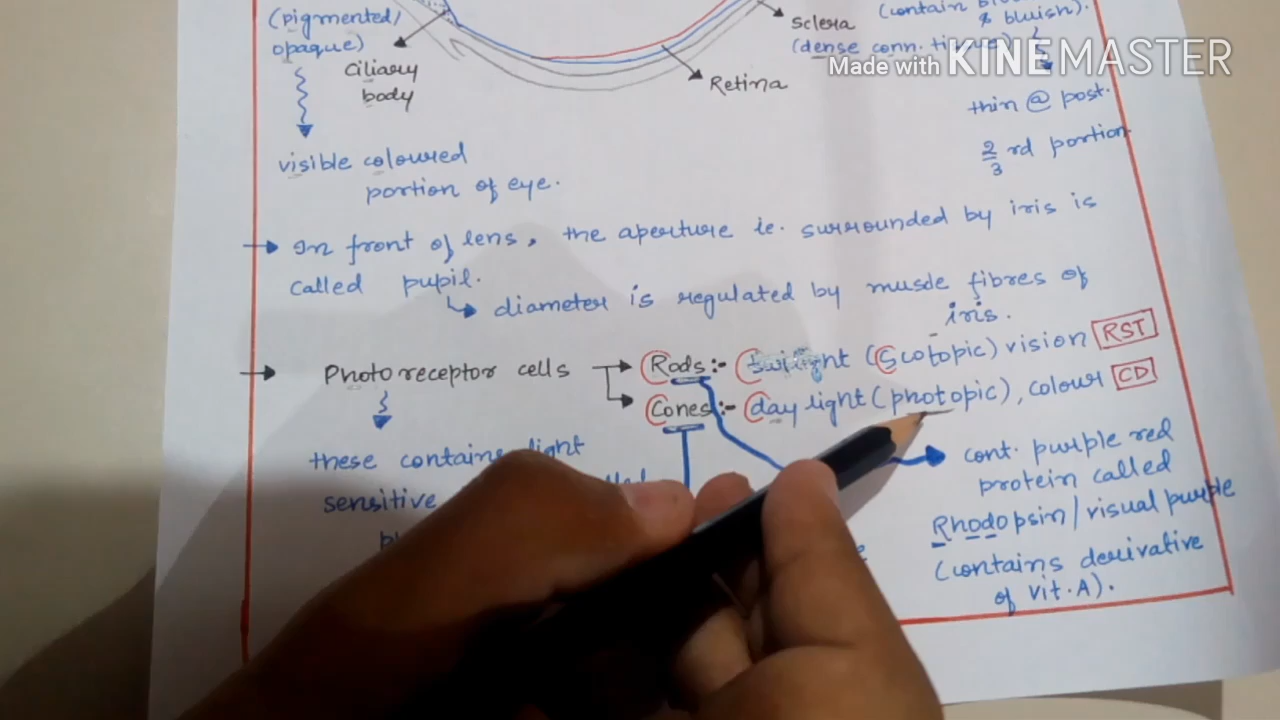 (pigmented/
opaque)
ciliary
body
Retina
Sclera
(dense conn.
(contain
& bluish).
Made with KINEMASTER
thin @ post.
2/3 rd portion
visible coloured
portion of eye.
In front of lens, the aperture ie. surrounded by iris is
called pupil.
diameter is regulated by muscle fibres of
iris.
Photoreceptor cells
Rods:- twilight (Scotopic) vision RST
Cones:- day light (photopic), colour CD
these contains light
sensitive
cont. purple red
protein called
Rhodopsin/visual purple
(contains derivative
of vit. A).